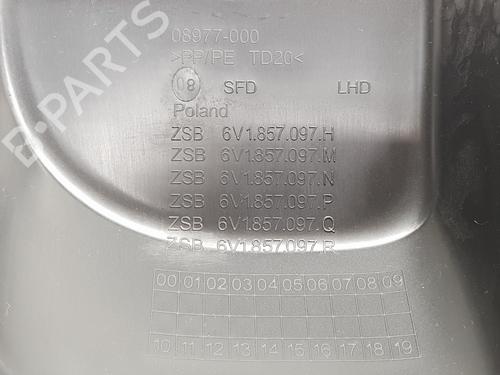 08977-000
>PP/PE TD20<
08 SFD LHD
Poland
ZSB 6V1.857.097.H
ZSB 6V1.857.097.M
ZSB 6V1.857.097.N
ZSB 6V1.857.097.P
ZSB 6V1.857.097.Q
ZSB 6V1.857.097.R
00 01 02 03 04 05 06 07 08 09
10 11 12 13 14 15 16 17 18 19
B-PARTS